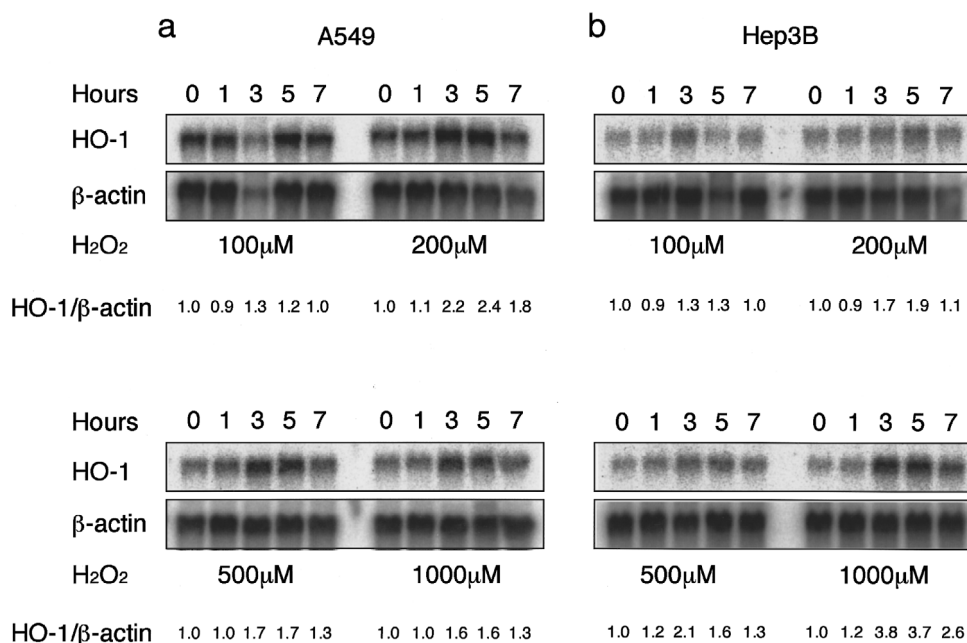 a A549 b Hep3B
Hours 0 1 3 5 7 0 1 3 5 7 0 1 3 5 7 0 1 3 5 7
HO-1
β-actin
H2O2 100μM 200μM 100μM 200μM
HO-1/β-actin 1.0 0.9 1.3 1.2 1.0 1.0 1.1 2.2 2.4 1.8 1.0 0.9 1.3 1.3 1.0 1.0 0.9 1.7 1.9 1.1
Hours 0 1 3 5 7 0 1 3 5 7 0 1 3 5 7 0 1 3 5 7
HO-1
β-actin
H2O2 500μM 1000μM 500μM 1000μM
HO-1/β-actin 1.0 1.0 1.7 1.7 1.3 1.0 1.0 1.6 1.6 1.3 1.0 1.2 2.1 1.6 1.3 1.0 1.2 3.8 3.7 2.6